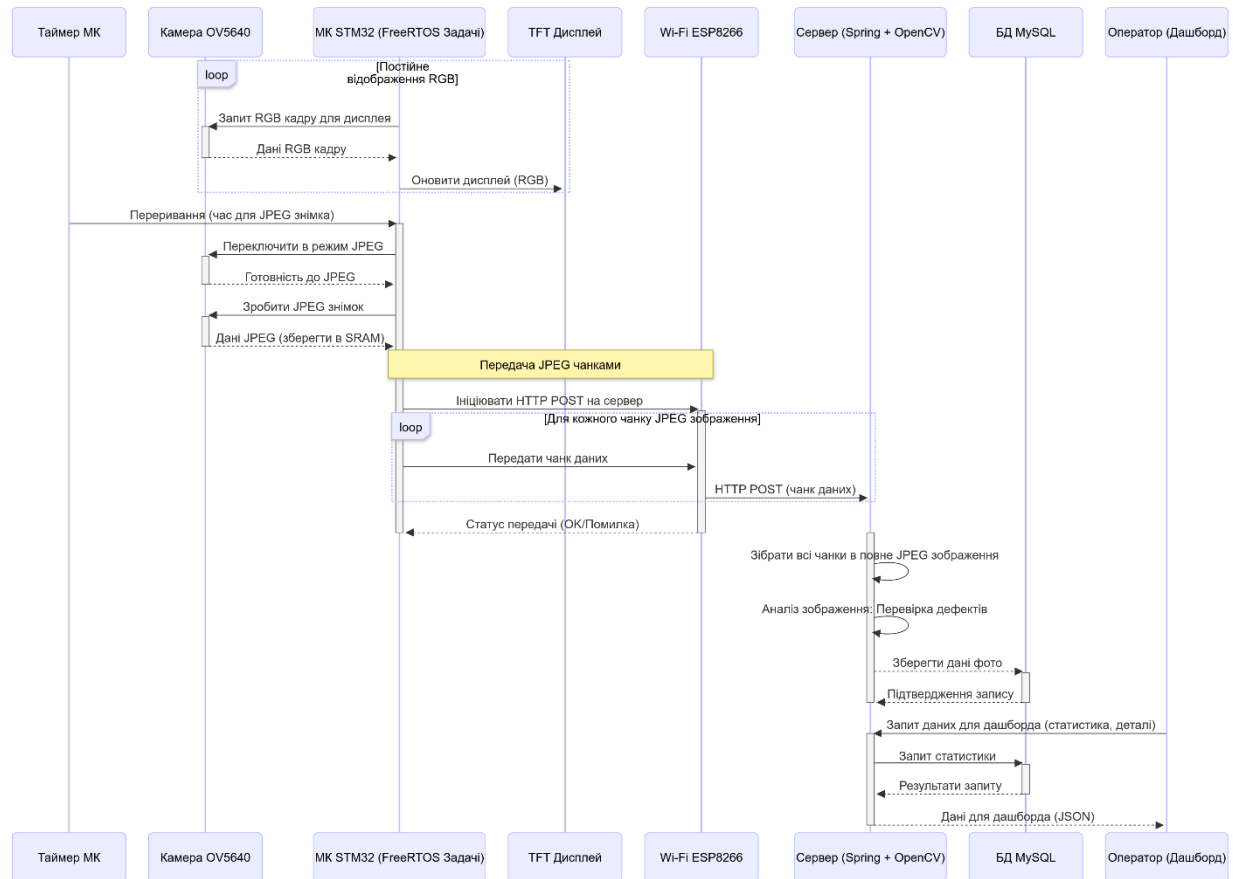 Таймер МК
Камера OV5640
МК STM32 (FreeRTOS Задачі)
TFT Дисплей
Wi-Fi ESP8266
Сервер (Spring + OpenCV)
БД MySQL
Оператор (Дашборд)
loop
[Постійне
відображення RGB]
Запит RGB кадру для дисплея
Дані RGB кадру
Оновити дисплей (RGB)
Переривання (час для JPEG знімка)
Переключити в режим JPEG
Готовність до JPEG
Зробити JPEG знімок
Дані JPEG (зберегти в SRAM)
Передача JPEG чанками
Ініціювати HTTP POST на сервер
loop
[Для кожного чанку JPEG зображення]
Передати чанк даних
HTTP POST (чанк даних)
Статус передачі (OK/Помилка)
Зібрати всі чанки в повне JPEG зображення
Аналіз зображення: Перевірка дефектів
Зберегти дані фото
Підтвердження запису
Запит даних для дашборда (статистика, деталі)
Запит статистики
Результати запиту
Дані для дашборда (JSON)
Таймер МК
Камера OV5640
МК STM32 (FreeRTOS Задачі)
TFT Дисплей
Wi-Fi ESP8266
Сервер (Spring + OpenCV)
БД MySQL
Оператор (Дашборд)